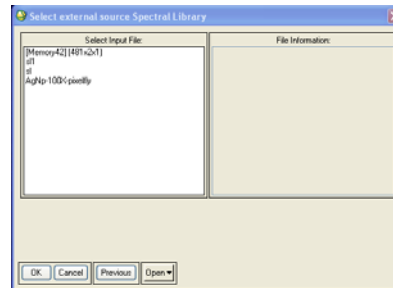 Select external source Spectral Library
Select Input File:
File Information:
[Memory42] (481x2x1)
sl1
sl
AgNp-100X-pixelfly
OK
Cancel
Previous
Open